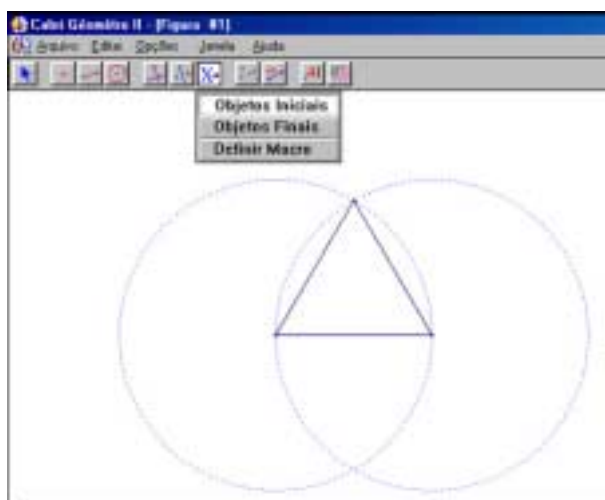 Cabri Géomètre II - [Figura #1]
Arquivo Editar Opções Janela Ajuda
Objetos Iniciais
Objetos Finais
Definir Macro